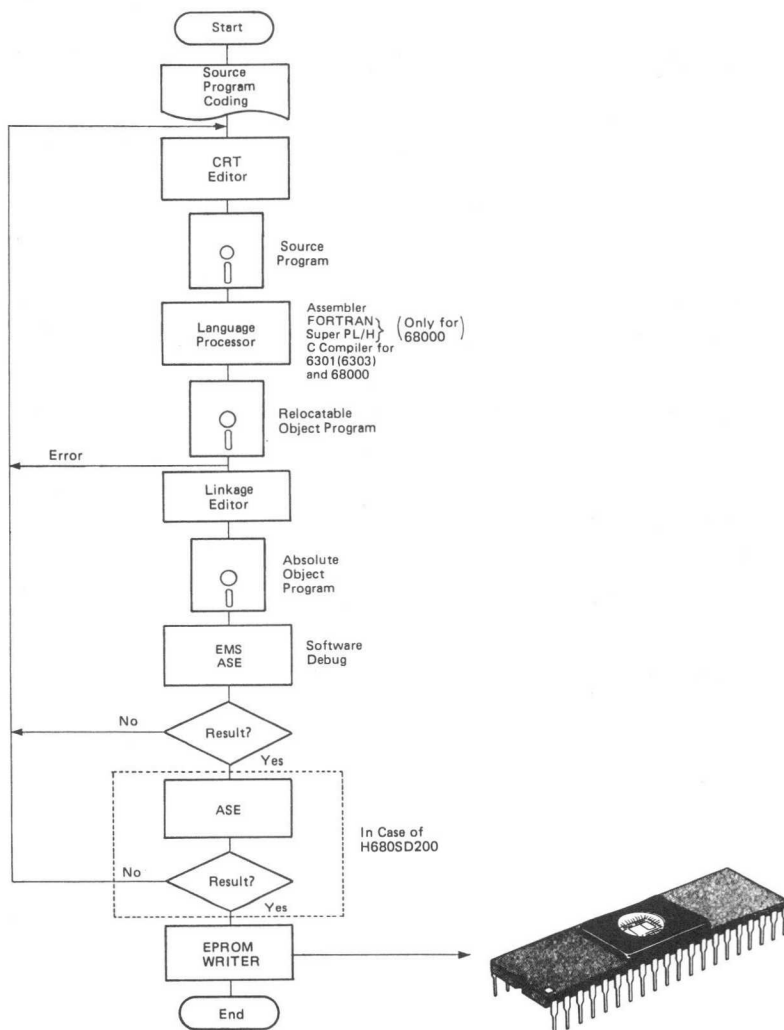 Start
Source
Program
Coding
CRT
Editor
Source
Program
Language
Processor
Assembler
FORTRAN
Super PL/H } (Only for
68000)
C Compiler for
6301(6303)
and 68000
Relocatable
Object Program
Error
Linkage
Editor
Absolute
Object
Program
EMS
ASE
Software
Debug
No
Result?
Yes
ASE
In Case of
H680SD200
No
Result?
Yes
EPROM
WRITER
End